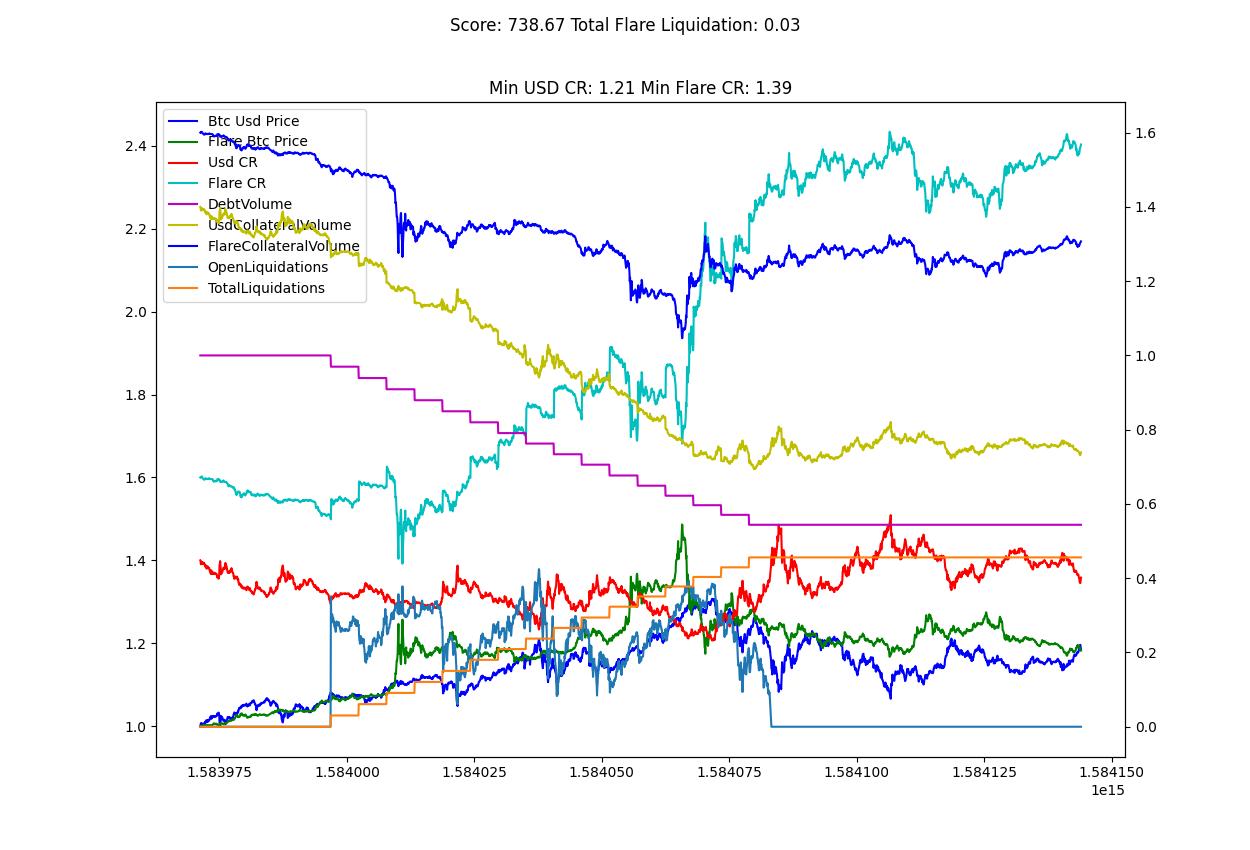 Score: 738.67 Total Flare Liquidation: 0.03
Min USD CR: 1.21 Min Flare CR: 1.39
Btc Usd Price
Flare Btc Price
Usd CR
Flare CR
DebtVolume
UsdCollateralVolume
FlareCollateralVolume
OpenLiquidations
TotalLiquidations
2.4
2.2
2.0
1.8
1.6
1.4
1.2
1.0
1.6
1.4
1.2
1.0
0.8
0.6
0.4
0.2
0.0
1.583975 1.584000 1.584025 1.584050 1.584075 1.584100 1.584125 1.584150
1e15